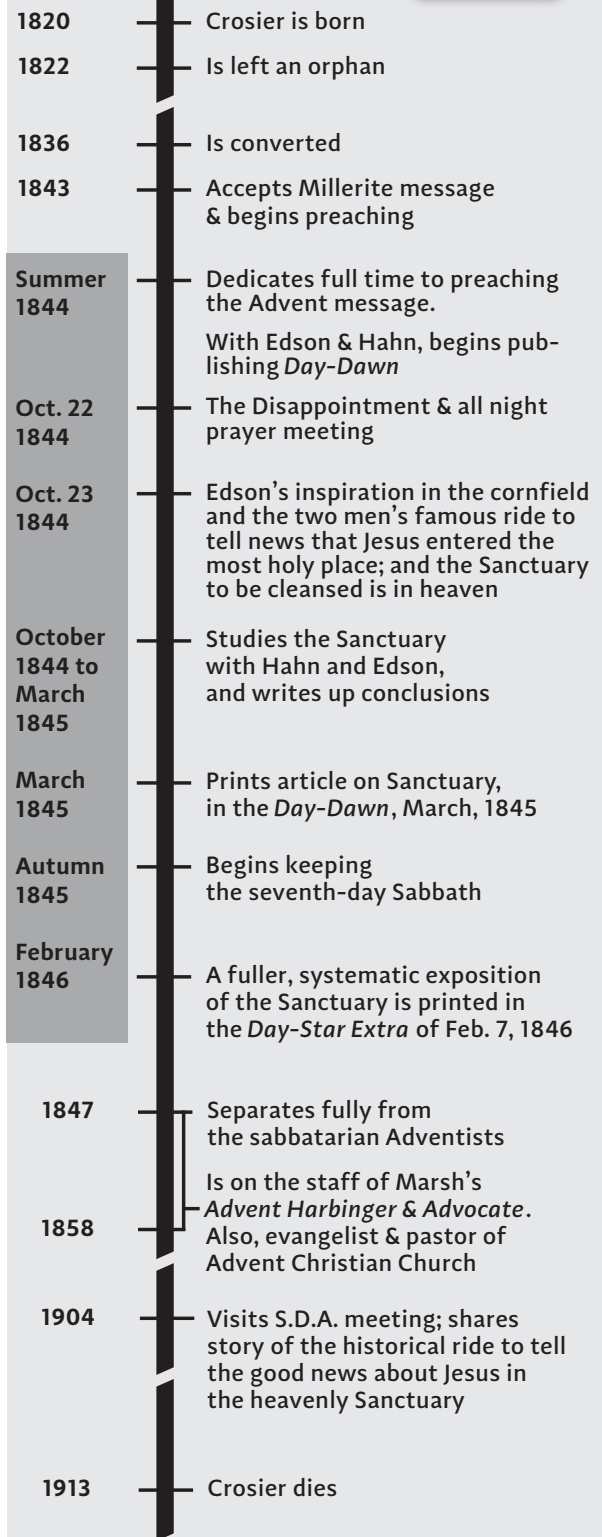 1820 Crosier is born
1822 Is left an orphan
1836 Is converted
1843 Accepts Millerite message
& begins preaching
Summer Dedicates full time to preaching
1844 the Advent message.
With Edson & Hahn, begins pub-
lishing Day-Dawn
Oct. 22 The Disappointment & all night
1844 prayer meeting
Oct. 23 Edson's inspiration in the cornfield
1844 and the two men's famous ride to
tell news that Jesus entered the
most holy place; and the Sanctuary
to be cleansed is in heaven
October Studies the Sanctuary
1844 to with Hahn and Edson,
March and writes up conclusions
1845
March Prints article on Sanctuary,
1845 in the Day-Dawn, March, 1845
Autumn Begins keeping
1845 the seventh-day Sabbath
February
1846 A fuller, systematic exposition
of the Sanctuary is printed in
the Day-Star Extra of Feb. 7, 1846
1847 Separates fully from
the sabbatarian Adventists
Is on the staff of Marsh's
Advent Harbinger & Advocate.
1858 Also, evangelist & pastor of
Advent Christian Church
1904 Visits S.D.A. meeting; shares
story of the historical ride to tell
the good news about Jesus in
the heavenly Sanctuary
1913 Crosier dies